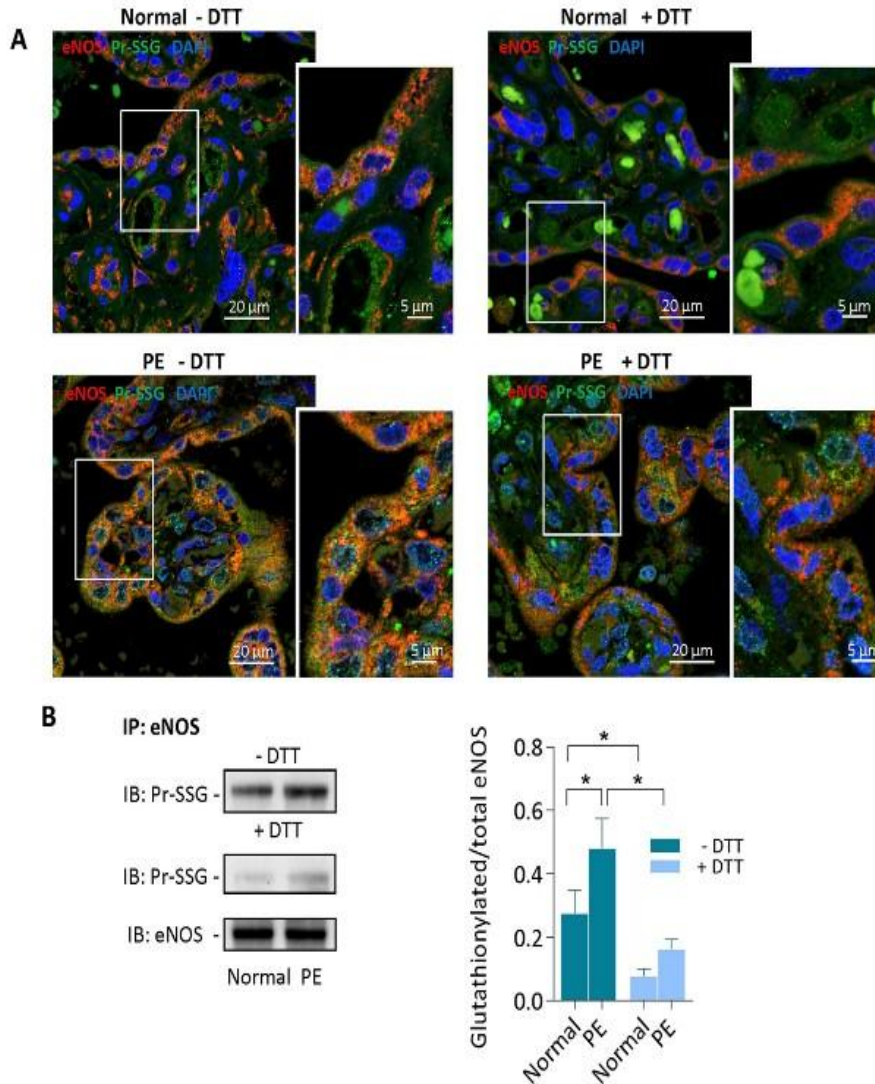 A
Normal - DTT
eNOS Pr-SSG DAPI
20 µm
5 µm
Normal + DTT
eNOS Pr-SSG DAPI
20 µm
5 µm
PE - DTT
eNOS Pr-SSG DAPI
20 µm
5 µm
PE + DTT
eNOS Pr-SSG DAPI
20 µm
5 µm
B
IP: eNOS
- DTT
IB: Pr-SSG -
+ DTT
IB: Pr-SSG -
IB: eNOS -
Normal PE
Glutathionylated/total eNOS
0.8
0.6
0.4
0.2
0.0
* 
* *
- DTT
+ DTT
Normal
PE
Normal
PE